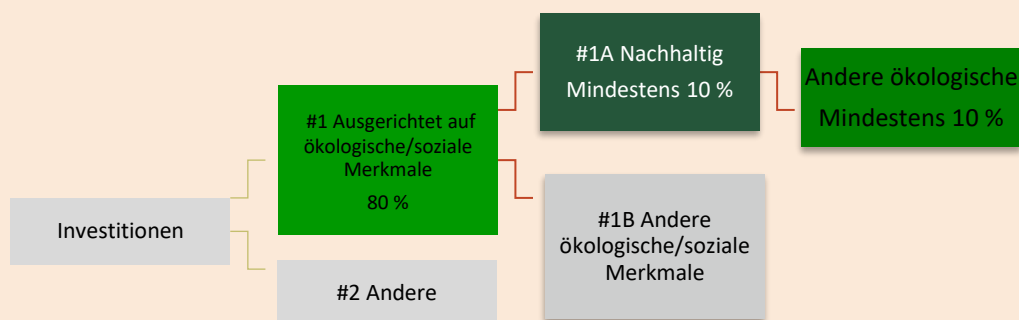 Investitionen
#1 Ausgerichtet auf
ökologische/soziale
Merkmale
80 %
#2 Andere
#1A Nachhaltig
Mindestens 10 %
#1B Andere
ökologische/soziale
Merkmale
Andere ökologische
Mindestens 10 %